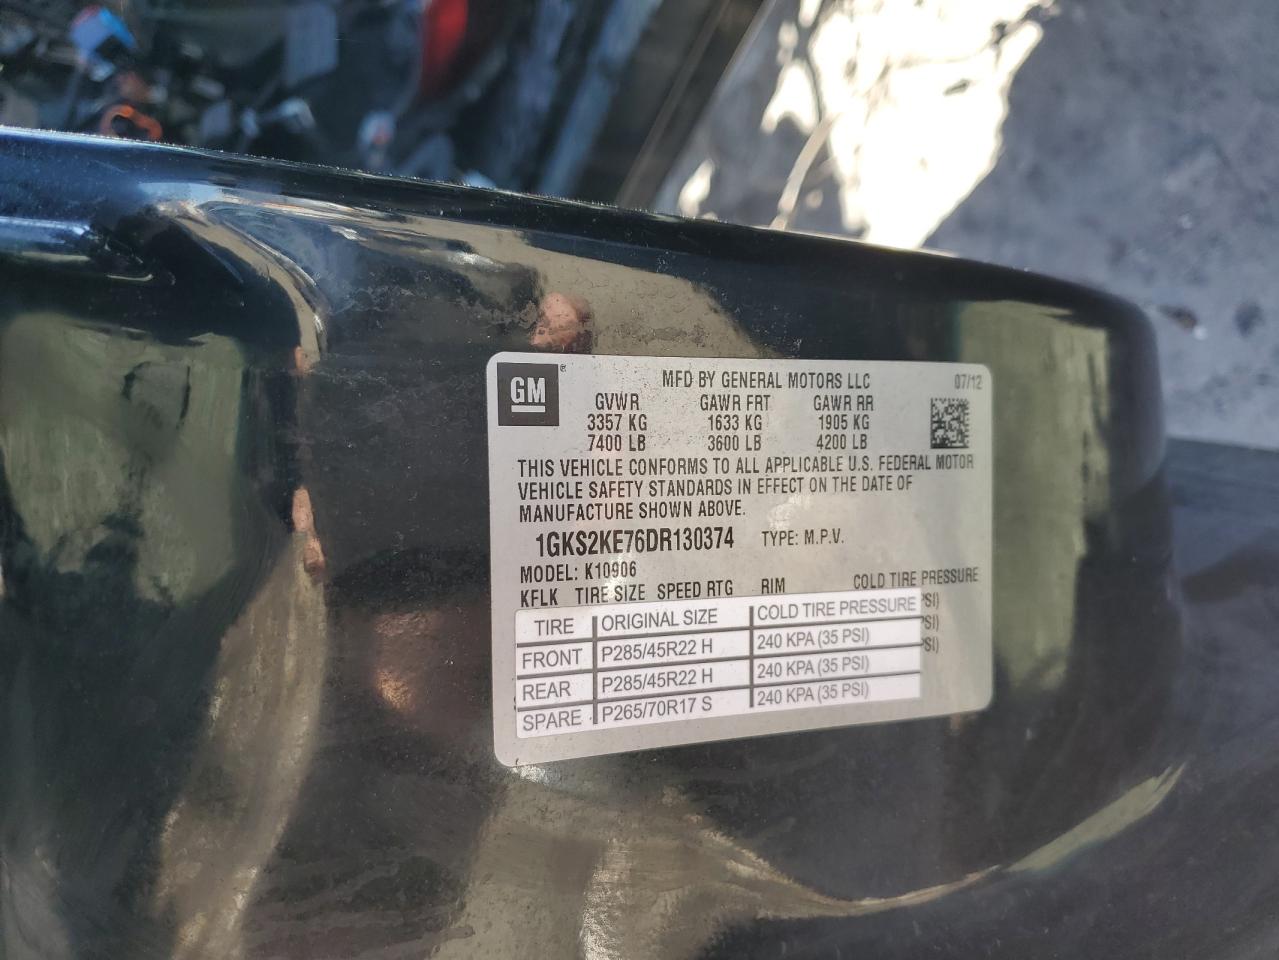 GM ®
MFD BY GENERAL MOTORS LLC 07/12
GVWR GAWR FRT GAWR RR
3357 KG 1633 KG 1905 KG
7400 LB 3600 LB 4200 LB
THIS VEHICLE CONFORMS TO ALL APPLICABLE U.S. FEDERAL MOTOR
VEHICLE SAFETY STANDARDS IN EFFECT ON THE DATE OF
MANUFACTURE SHOWN ABOVE.
1GKS2KE76DR130374 TYPE: M.P.V.
MODEL: K10906
KFLK TIRE SIZE SPEED RTG RIM COLD TIRE PRESSURE
TIRE ORIGINAL SIZE COLD TIRE PRESSURE PSI)
FRONT P285/45R22 H 240 KPA (35 PSI) PSI)
REAR P285/45R22 H 240 KPA (35 PSI) PSI)
SPARE P265/70R17 S 240 KPA (35 PSI)